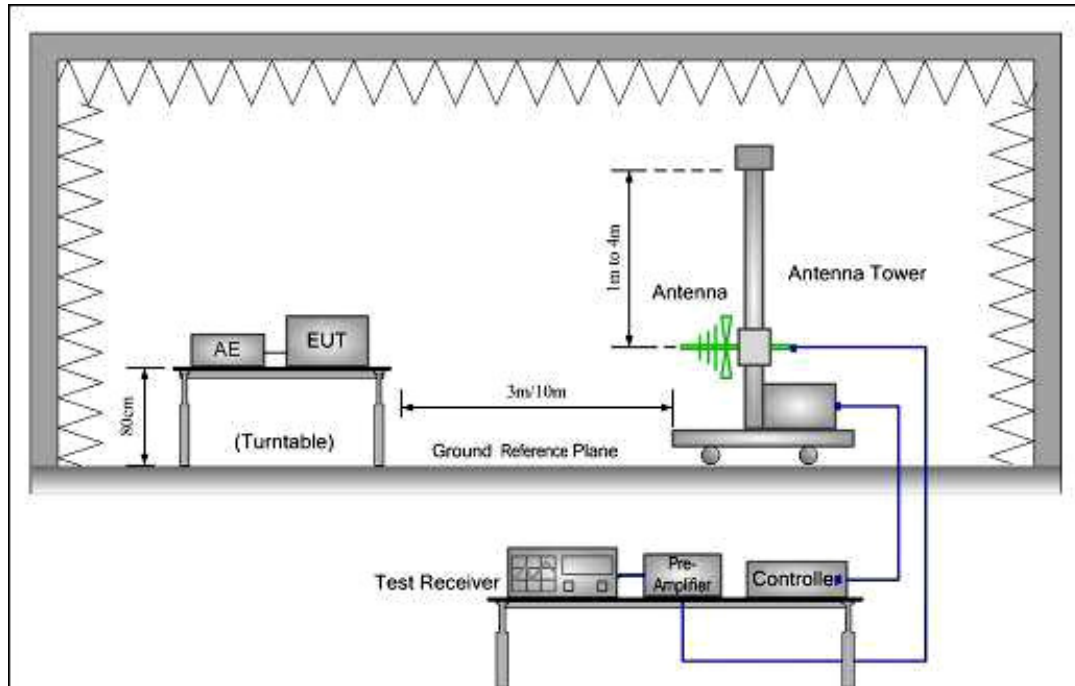 1m to 4m
Antenna Tower
Antenna
AE
EUT
80cm
3m/10m
(Turntable)
Ground Reference Plane
Test Receiver
Pre-
Amplifier
Controller